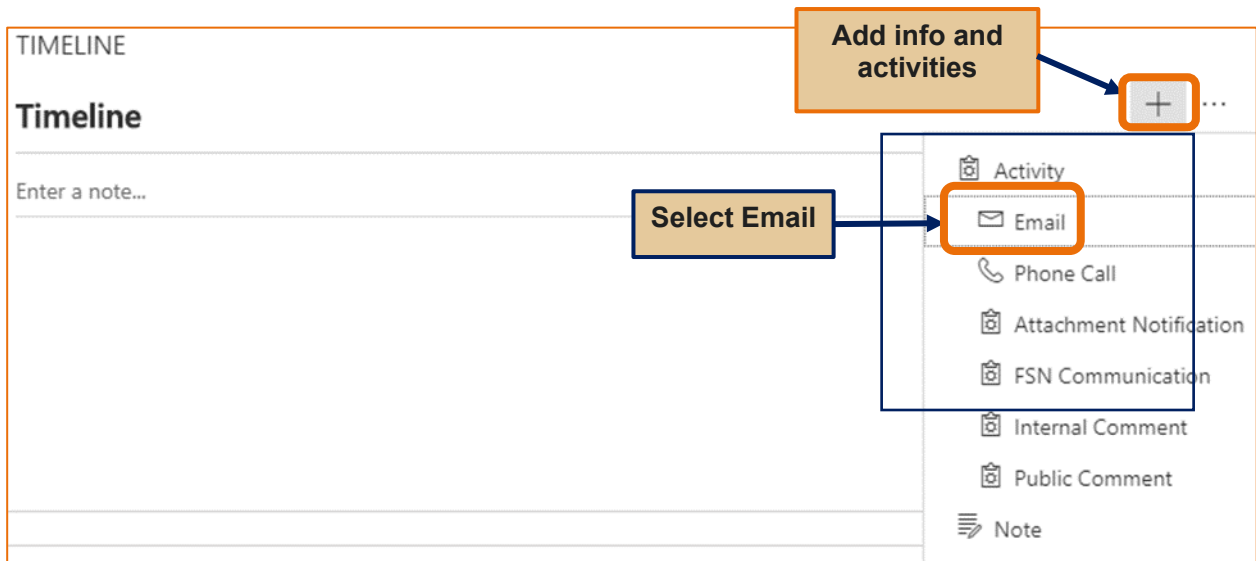 TIMELINE
Add info and
activities
Timeline
Enter a note...
Select Email
Activity
Email
Phone Call
Attachment Notification
FSN Communication
Internal Comment
Public Comment
Note